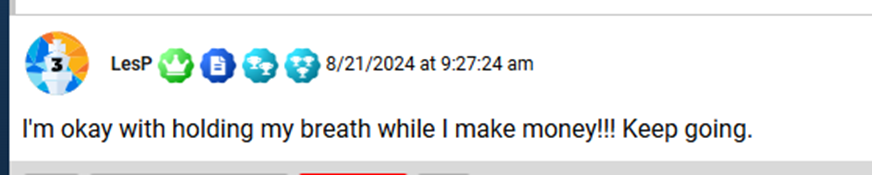 3
LesP 8/21/2024 at 9:27:24 am
I'm okay with holding my breath while I make money!!! Keep going.